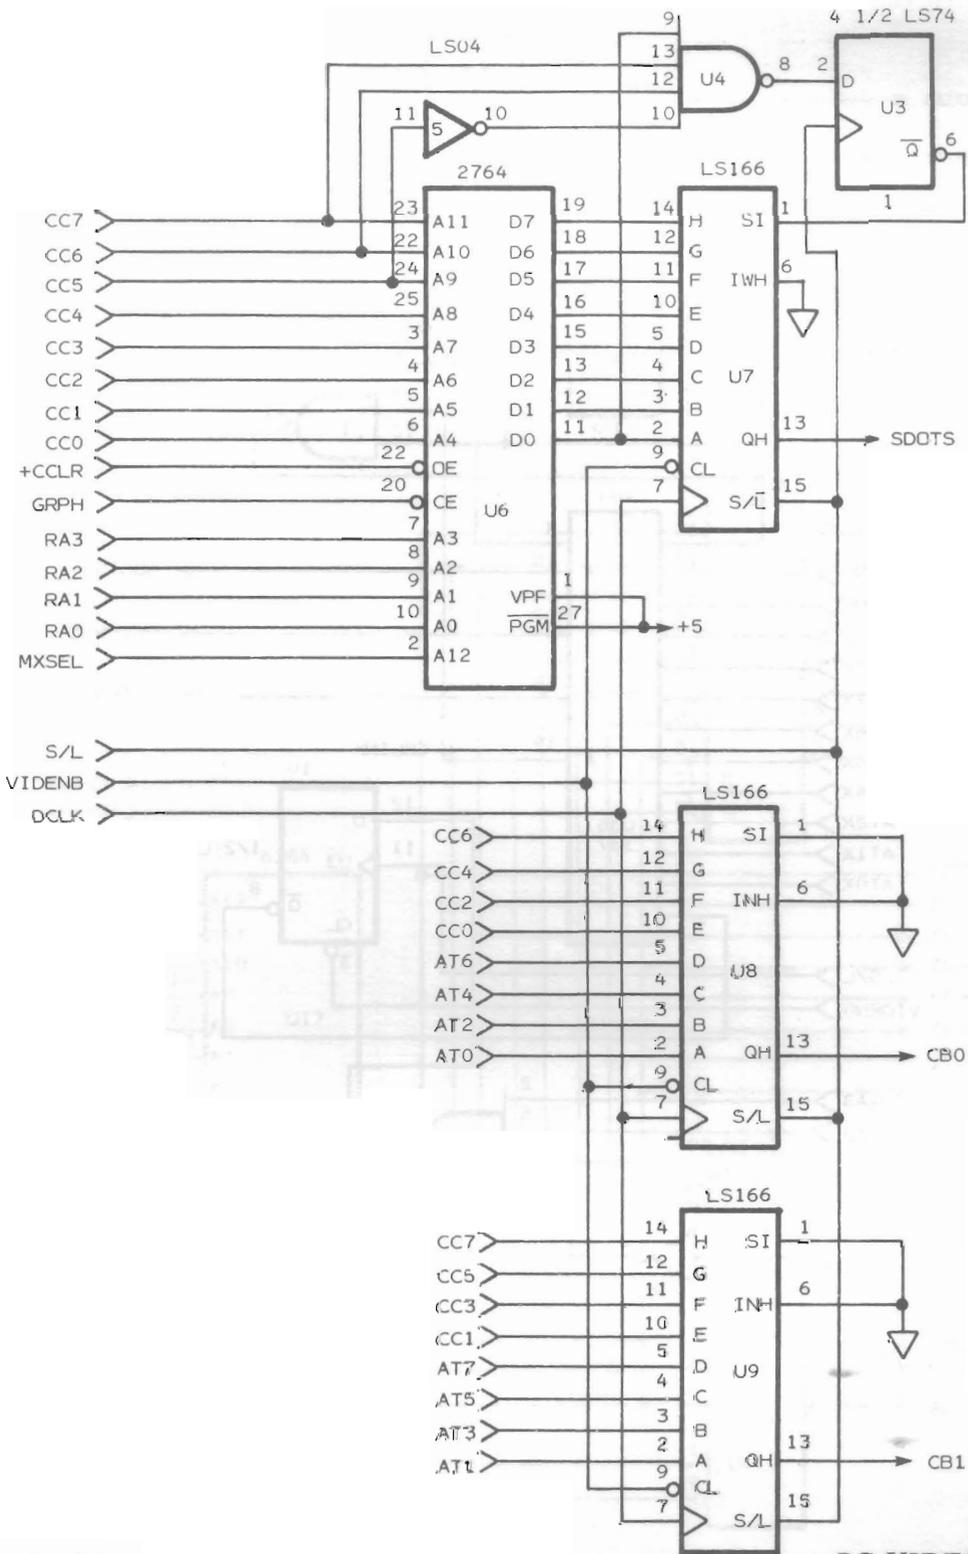 4 1/2 LS74
9
LS04
13
12
U4
8
2
D
U3
11
5
10
10
Q
6
2764
LS166
1
CC7
23
A11
D7
19
14
H
SI
1
CC6
22
A10
D6
18
12
G
CC5
24
A9
D5
17
11
F
IWH
6
CC4
25
A8
D4
16
10
E
CC3
3
A7
D3
15
5
D
CC2
4
A6
D2
13
4
C
U7
CC1
5
A5
D1
12
3
B
CC0
6
A4
D0
11
2
A
QH
13
SDOTS
+CCLR
22
OE
9
CL
GRPH
20
CE
U6
7
S/L
15
RA3
7
A3
RA2
8
A2
RA1
9
A1
VPF
1
RA0
10
A0
PGM
27
+5
MXSEL
2
A12
S/L
VIDENB
DCLK
LS166
CC6
14
H
SI
1
CC4
12
G
CC2
11
F
INH
6
CC0
10
E
AT6
5
D
U8
AT4
4
C
AT2
3
B
AT0
2
A
QH
13
CB0
9
CL
7
S/L
15
LS166
CC7
14
H
SI
1
CC5
12
G
CC3
11
F
INH
6
CC1
10
E
AT7
5
D
U9
AT5
4
C
AT3
3
B
AT1
2
A
QH
13
CB1
9
CL
7
S/L
15